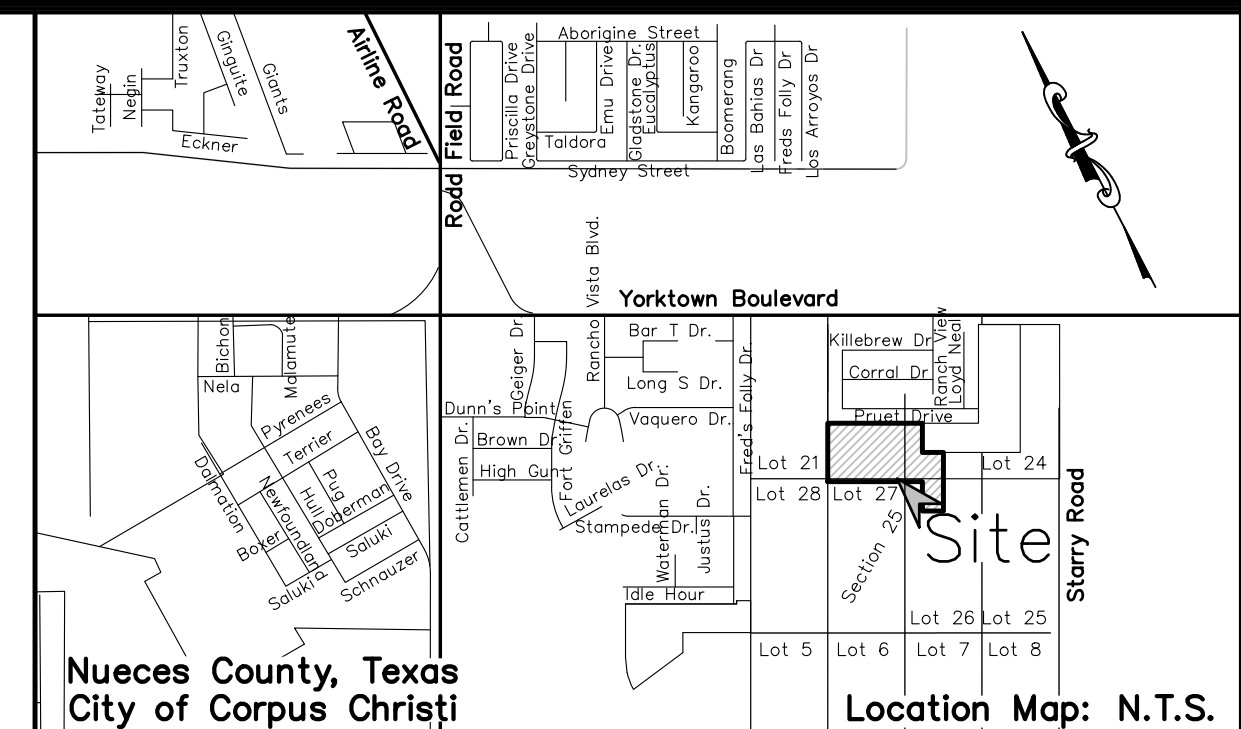 Tateway
Negin
Truxton
Ginguite
Giants
Eckner
Airline Road
Rodd Field Road
Priscilla Drive
Greystone Drive
Aborigine Street
Taldora
Emu Drive
Gladstone Dr.
Eucalyptus
Kangaroo
Boomerang
Las Bahias Dr
Freds Folly Dr
Los Arroyos Dr
Sydney Street
Rancho Vista Blvd.
Yorktown Boulevard
Bichon
Malamute
Nela
Pyrenees
Terrier
Bay Drive
Dalmation
Newfoundland
Hull
Pug
Doberman
Boxer
Saluki
Saluki
Schnauzer
Geiger Dr.
Bar T Dr.
Long S Dr.
Dunn's Point
Vaquero Dr.
Brown Dr
High Gun
Fort Griffen
Cattlemen Dr.
Laurelas Dr.
Stampede Dr.
Waterman Dr.
Justus Dr.
Idle Hour
Fred's Folly Dr.
Killebrew Dr
Corral Dr
Ranch View
Loyd Neal
Pruet Drive
Lot 21
Lot 24
Lot 28
Lot 27
Section 25
Site
Starry Road
Lot 26
Lot 25
Lot 5
Lot 6
Lot 7
Lot 8
Nueces County, Texas
City of Corpus Christi
Location Map: N.T.S.